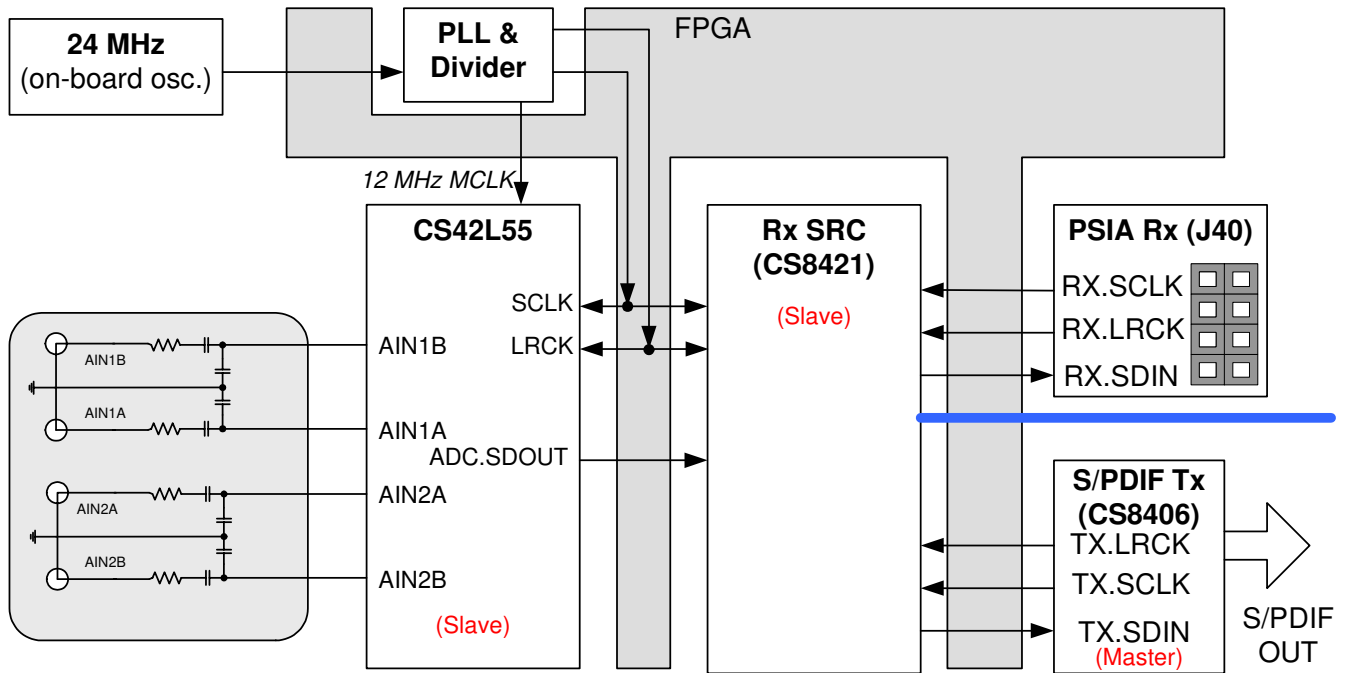 24 MHz
(on-board osc.)
PLL &
Divider
FPGA
12 MHz MCLK
CS42L55
SCLK
LRCK
AIN1B
AIN1A
ADC.SDOUT
AIN2A
AIN2B
(Slave)
AIN1B
AIN1A
AIN2A
AIN2B
Rx SRC
(CS8421)
(Slave)
PSIA Rx (J40)
RX.SCLK
RX.LRCK
RX.SDIN
S/PDIF Tx
(CS8406)
TX.LRCK
TX.SCLK
TX.SDIN
(Master)
S/PDIF
OUT